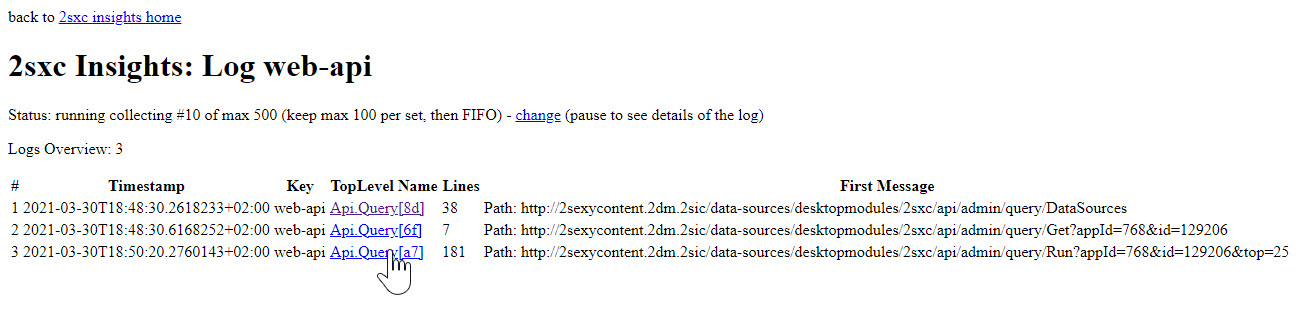 back to 2sxc insights home
2sxc Insights: Log web-api
Status: running collecting #10 of max 500 (keep max 100 per set, then FIFO) - change (pause to see details of the log)
Logs Overview: 3
# Timestamp Key TopLevel Name Lines First Message
1 2021-03-30T18:48:30.2618233+02:00 web-api Api.Query[8d] 38 Path: http://2sexycontent.2dm.2sic/data-sources/desktopmodules/2sxc/api/admin/query/DataSources
2 2021-03-30T18:48:30.6168252+02:00 web-api Api.Query[6f] 7 Path: http://2sexycontent.2dm.2sic/data-sources/desktopmodules/2sxc/api/admin/query/Get?appId=768&id=129206
3 2021-03-30T18:50:20.2760143+02:00 web-api Api.Query[a7] 181 Path: http://2sexycontent.2dm.2sic/data-sources/desktopmodules/2sxc/api/admin/query/Run?appId=768&id=129206&top=25